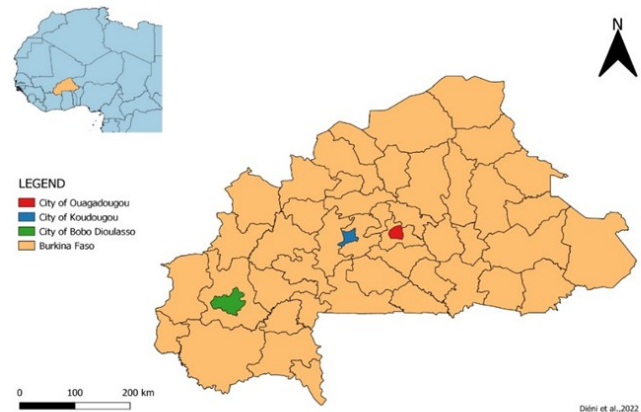 N
LEGEND
City of Ouagadougou
City of Koudougou
City of Bobo Dioulasso
Burkina Faso
0 100 200 km
Diéni et al.,2022